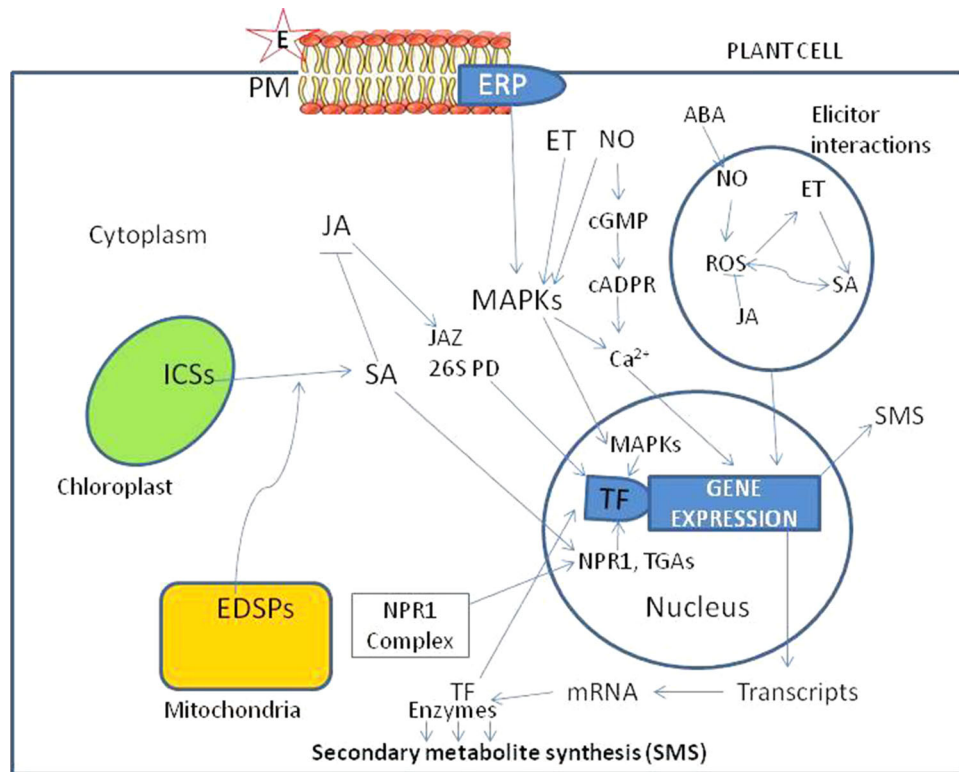 E
PLANT CELL
PM
ERP
ET
NO
ABA
Elicitor
interactions
NO
ET
ROS
SA
JA
cGMP
cADPR
Ca²⁺
Cytoplasm
JA
MAPKs
JAZ
26S PD
ICSs
SA
Chloroplast
SMS
MAPKs
TF
GENE
EXPRESSION
NPR1, TGAs
Nucleus
EDSPs
Mitochondria
NPR1
Complex
TF
Enzymes
mRNA
Transcripts
Secondary metabolite synthesis (SMS)